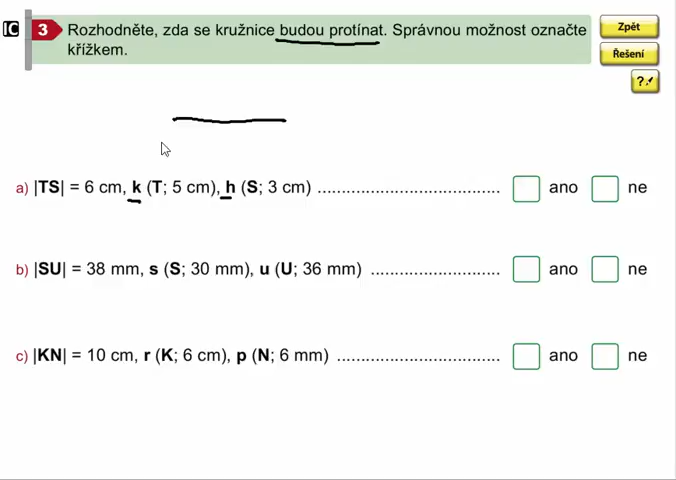 IC 3 Rozhodněte, zda se kružnice budou protínat. Správnou možnost označte
křížkem.
Zpět
Řešení
?
a) |TS| = 6 cm, k (T; 5 cm), h (S; 3 cm) ...................................... ano ne
b) |SU| = 38 mm, s (S; 30 mm), u (U; 36 mm) ........................... ano ne
c) |KN| = 10 cm, r (K; 6 cm), p (N; 6 mm) .................................. ano ne